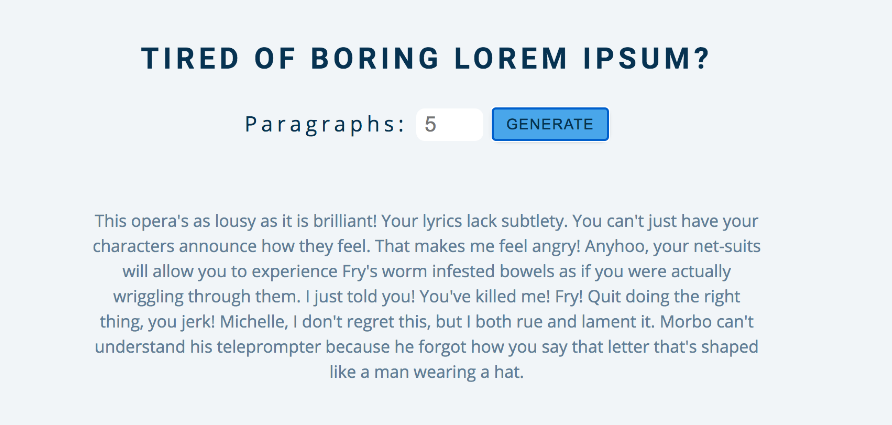 TIRED OF BORING LOREM IPSUM?
Paragraphs: 5 GENERATE
This opera's as lousy as it is brilliant! Your lyrics lack subtlety. You can't just have your
characters announce how they feel. That makes me feel angry! Anyhoo, your net-suits
will allow you to experience Fry's worm infested bowels as if you were actually
wriggling through them. I just told you! You've killed me! Fry! Quit doing the right
thing, you jerk! Michelle, I don't regret this, but I both rue and lament it. Morbo can't
understand his teleprompter because he forgot how you say that letter that's shaped
like a man wearing a hat.